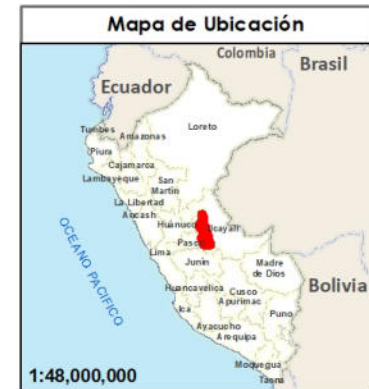 Mapa de Ubicación
Colombia
Brasil
Ecuador
Tumbes
Amazonas
Loreto
Piura
Cajamarca
Lambayeque
San
Martin
La Libertad
Ancash
Huánuco
Ucayali
Pasco
Lima
Junin
Madre
de Dios
OCEANO PACIFICO
Huancavelica
Cusco
Apurimac
Bolivia
Ica
Puno
Ayacucho
Arequipa
Moquegua
Tacna
1:48,000,000